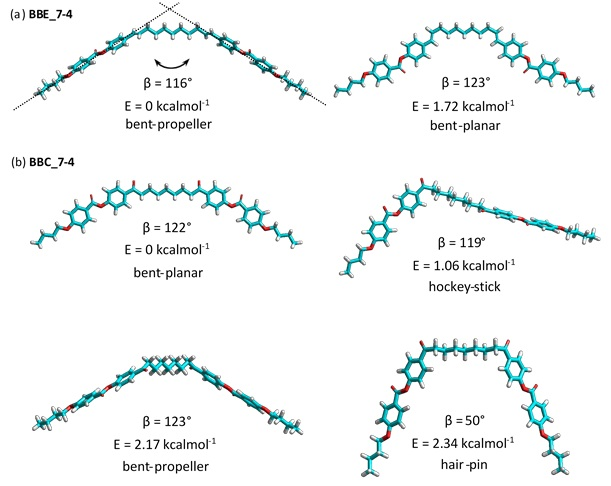 (a) BBE_7-4
β = 116°
E = 0 kcalmol-1
bent-propeller
β = 123°
E = 1.72 kcalmol-1
bent-planar
(b) BBC_7-4
β = 122°
E = 0 kcalmol-1
bent-planar
β = 119°
E = 1.06 kcalmol-1
hockey-stick
β = 123°
E = 2.17 kcalmol-1
bent-propeller
β = 50°
E = 2.34 kcalmol-1
hair-pin